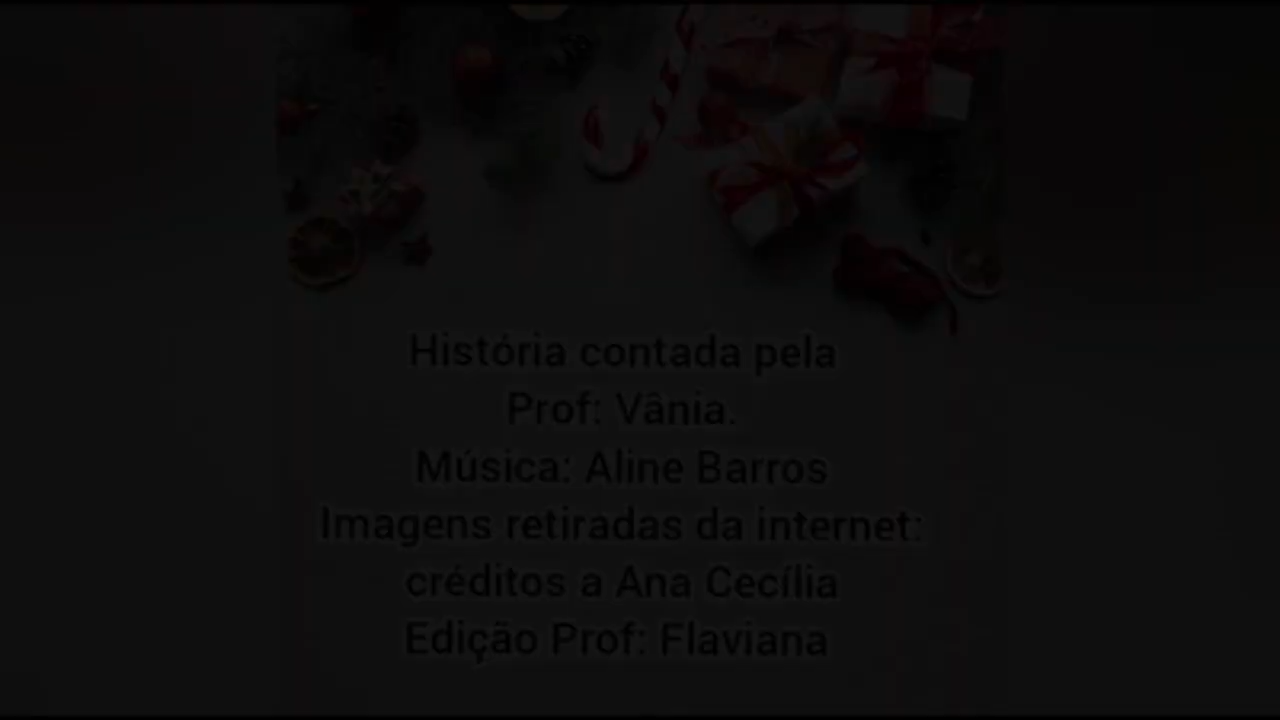 História contada pela
Prof: Vânia.
Música: Aline Barros
Imagens retiradas da internet:
créditos a Ana Cecília
Edição Prof: Flaviana